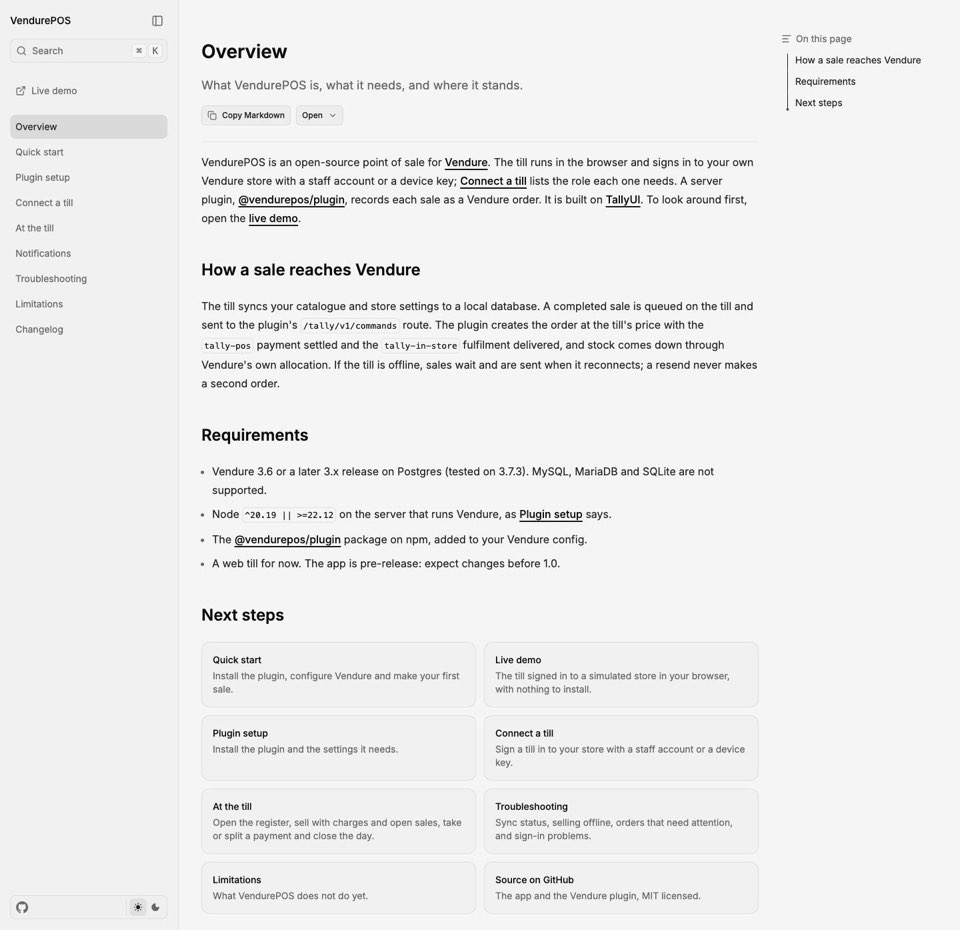 VendurePOS
Search ⌘ K
Live demo
Overview
Quick start
Plugin setup
Connect a till
At the till
Notifications
Troubleshooting
Limitations
Changelog
Overview
What VendurePOS is, what it needs, and where it stands.
Copy Markdown
Open
VendurePOS is an open-source point of sale for Vendure. The till runs in the browser and signs in to your own
Vendure store with a staff account or a device key; Connect a till lists the role each one needs. A server
plugin, @vendurepos/plugin, records each sale as a Vendure order. It is built on TallyUI. To look around first,
open the live demo.
How a sale reaches Vendure
The till syncs your catalogue and store settings to a local database. A completed sale is queued on the till and
sent to the plugin's /tally/v1/commands route. The plugin creates the order at the till's price with the
tally-pos payment settled and the tally-in-store fulfilment delivered, and stock comes down through
Vendure's own allocation. If the till is offline, sales wait and are sent when it reconnects; a resend never makes
a second order.
Requirements
• Vendure 3.6 or a later 3.x release on Postgres (tested on 3.7.3). MySQL, MariaDB and SQLite are not
supported.
• Node ^20.19 || >=22.12 on the server that runs Vendure, as Plugin setup says.
• The @vendurepos/plugin package on npm, added to your Vendure config.
• A web till for now. The app is pre-release: expect changes before 1.0.
Next steps
Quick start
Install the plugin, configure Vendure and make your first
sale.
Live demo
The till signed in to a simulated store in your browser,
with nothing to install.
Plugin setup
Install the plugin and the settings it needs.
Connect a till
Sign a till in to your store with a staff account or a device
key.
At the till
Open the register, sell with charges and open sales, take
or split a payment and close the day.
Troubleshooting
Sync status, selling offline, orders that need attention,
and sign-in problems.
Limitations
What VendurePOS does not do yet.
Source on GitHub
The app and the Vendure plugin, MIT licensed.
On this page
How a sale reaches Vendure
Requirements
Next steps